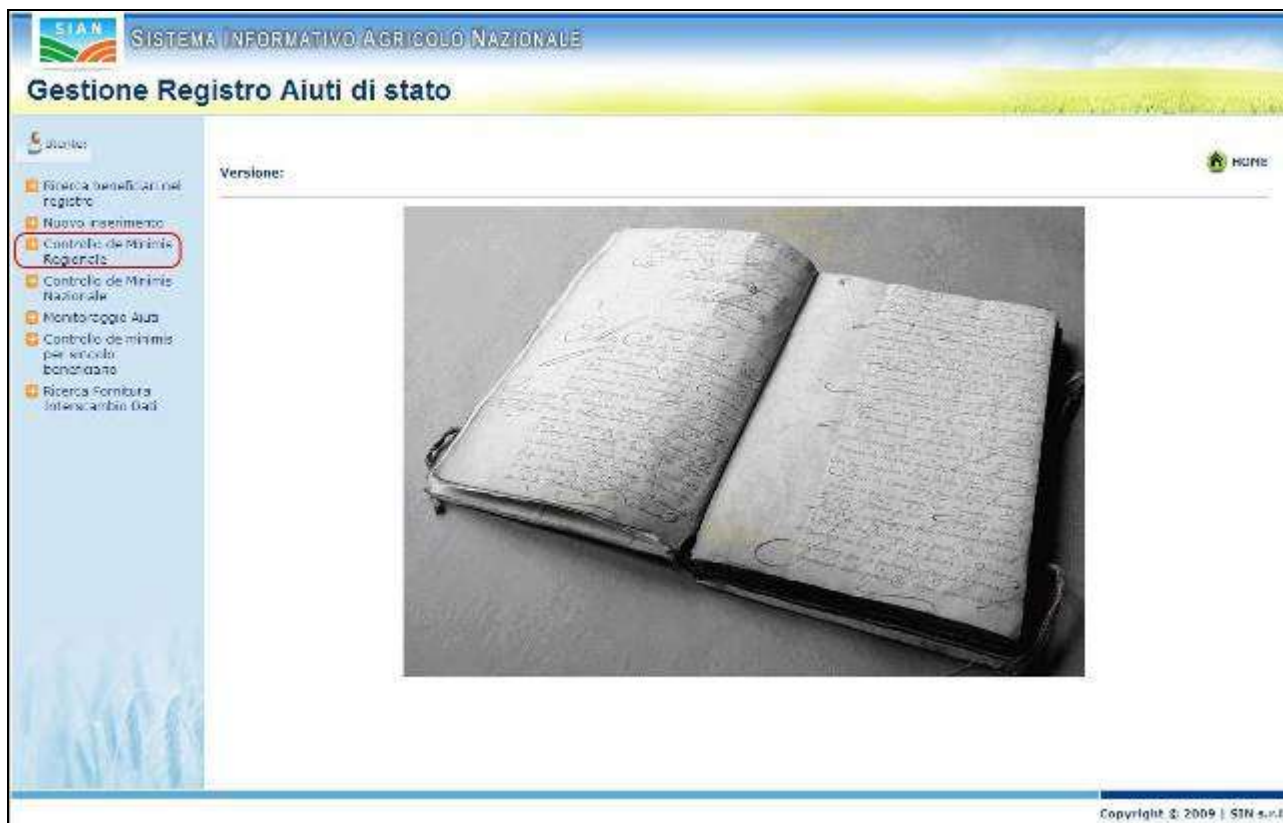 SIAN
SISTEMA INFORMATIVO AGRICOLO NAZIONALE
Gestione Registro Aiuti di stato
Utente:
HOME
Versione:
Ricerca beneficiari nel
registro
Nuovo inserimento
Controllo de Minimis
Regionale
Controllo de Minimis
Nazionale
Monitoraggio Aiuti
Controllo de minimis
per singolo
beneficiario
Ricerca Fornitura
Interscambio Dati
Copyright © 2009 | SIN s.r.l